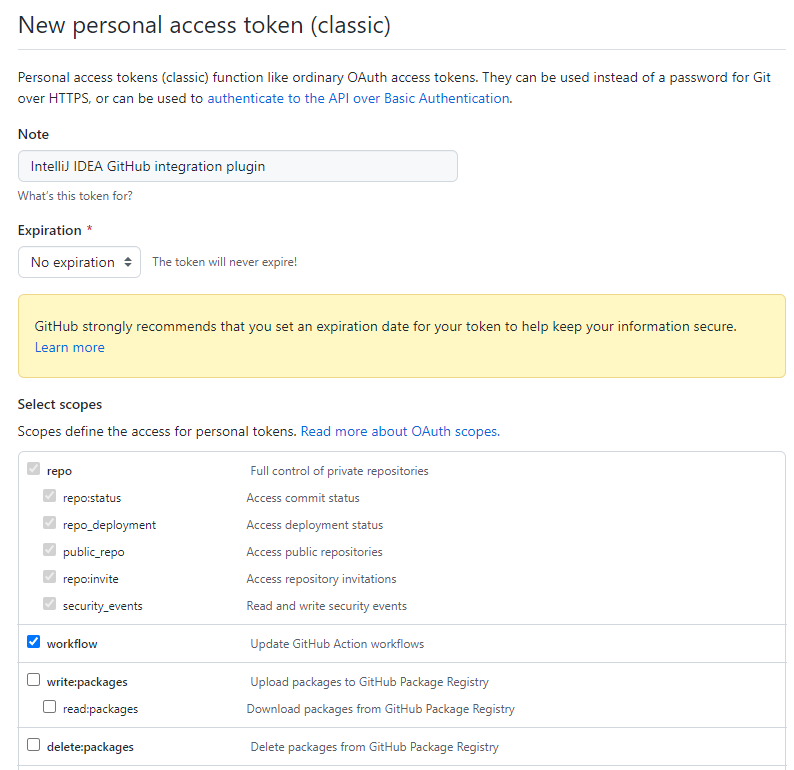 New personal access token (classic)
Personal access tokens (classic) function like ordinary OAuth access tokens. They can be used instead of a password for Git
over HTTPS, or can be used to authenticate to the API over Basic Authentication.
Note
IntelliJ IDEA GitHub integration plugin
What's this token for?
Expiration *
No expiration The token will never expire!
GitHub strongly recommends that you set an expiration date for your token to help keep your information secure.
Learn more
Select scopes
Scopes define the access for personal tokens. Read more about OAuth scopes.
repo Full control of private repositories
repo:status Access commit status
repo_deployment Access deployment status
public_repo Access public repositories
repo:invite Access repository invitations
security_events Read and write security events
workflow Update GitHub Action workflows
write:packages Upload packages to GitHub Package Registry
read:packages Download packages from GitHub Package Registry
delete:packages Delete packages from GitHub Package Registry